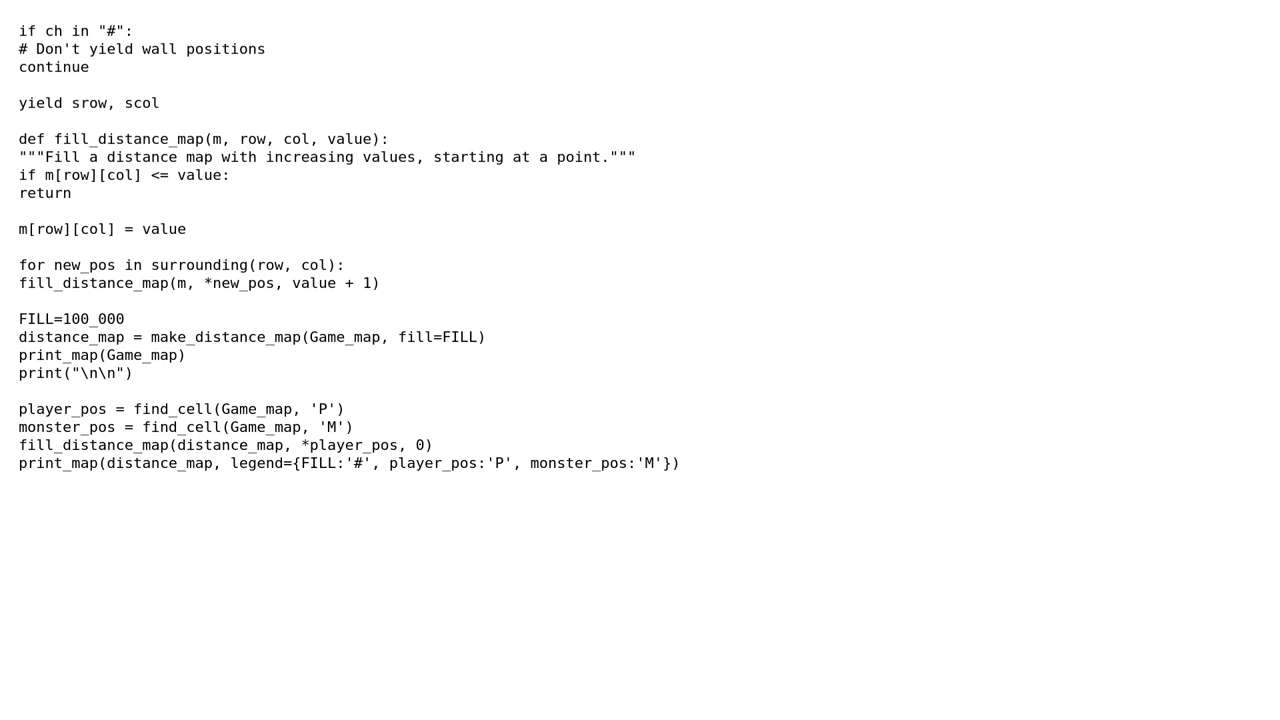 if ch in "#":
# Don't yield wall positions
continue

yield srow, scol

def fill_distance_map(m, row, col, value):
"""Fill a distance map with increasing values, starting at a point."""
if m[row][col] <= value:
return

m[row][col] = value

for new_pos in surrounding(row, col):
fill_distance_map(m, *new_pos, value + 1)

FILL=100_000
distance_map = make_distance_map(Game_map, fill=FILL)
print_map(Game_map)
print("\n\n")

player_pos = find_cell(Game_map, 'P')
monster_pos = find_cell(Game_map, 'M')
fill_distance_map(distance_map, *player_pos, 0)
print_map(distance_map, legend={FILL:'#', player_pos:'P', monster_pos:'M'})